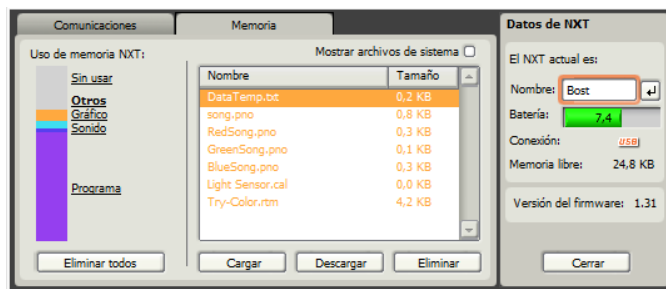 Comunicaciones
Memoria
Uso de memoria NXT:
Mostrar archivos de sistema
Sin usar
Otros
Gráfico
Sonido
Programa
Nombre Tamaño
DataTemp.txt 0,2 KB
song.pno 0,8 KB
RedSong.pno 0,3 KB
GreenSong.pno 0,1 KB
BlueSong.pno 0,3 KB
Light Sensor.cal 0,0 KB
Try-Color.rtm 4,2 KB
Eliminar todos
Cargar
Descargar
Eliminar
Datos de NXT
El NXT actual es:
Nombre: Bost
Batería: 7,4
Conexión: USB
Memoria libre: 24,8 KB
Versión del firmware: 1.31
Cerrar